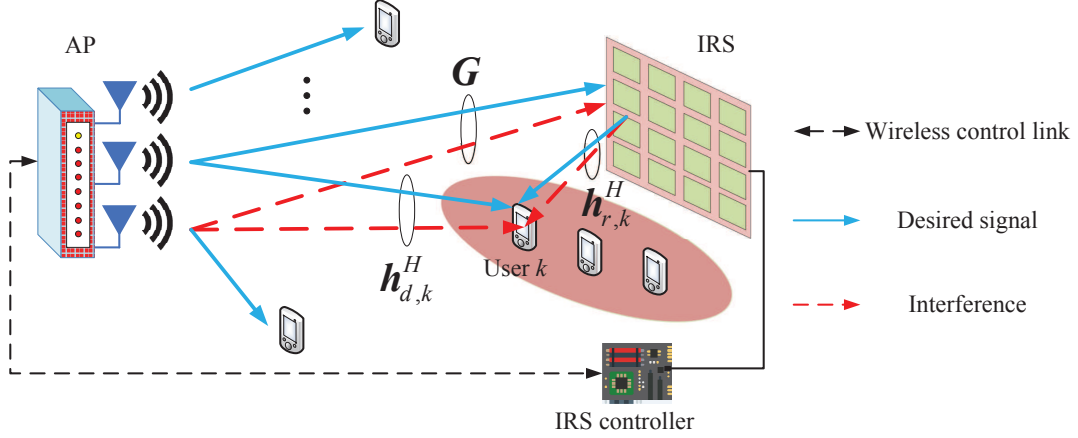 AP
IRS
G
Wireless control link
h_{r,k}^H
Desired signal
User k
h_{d,k}^H
Interference
IRS controller